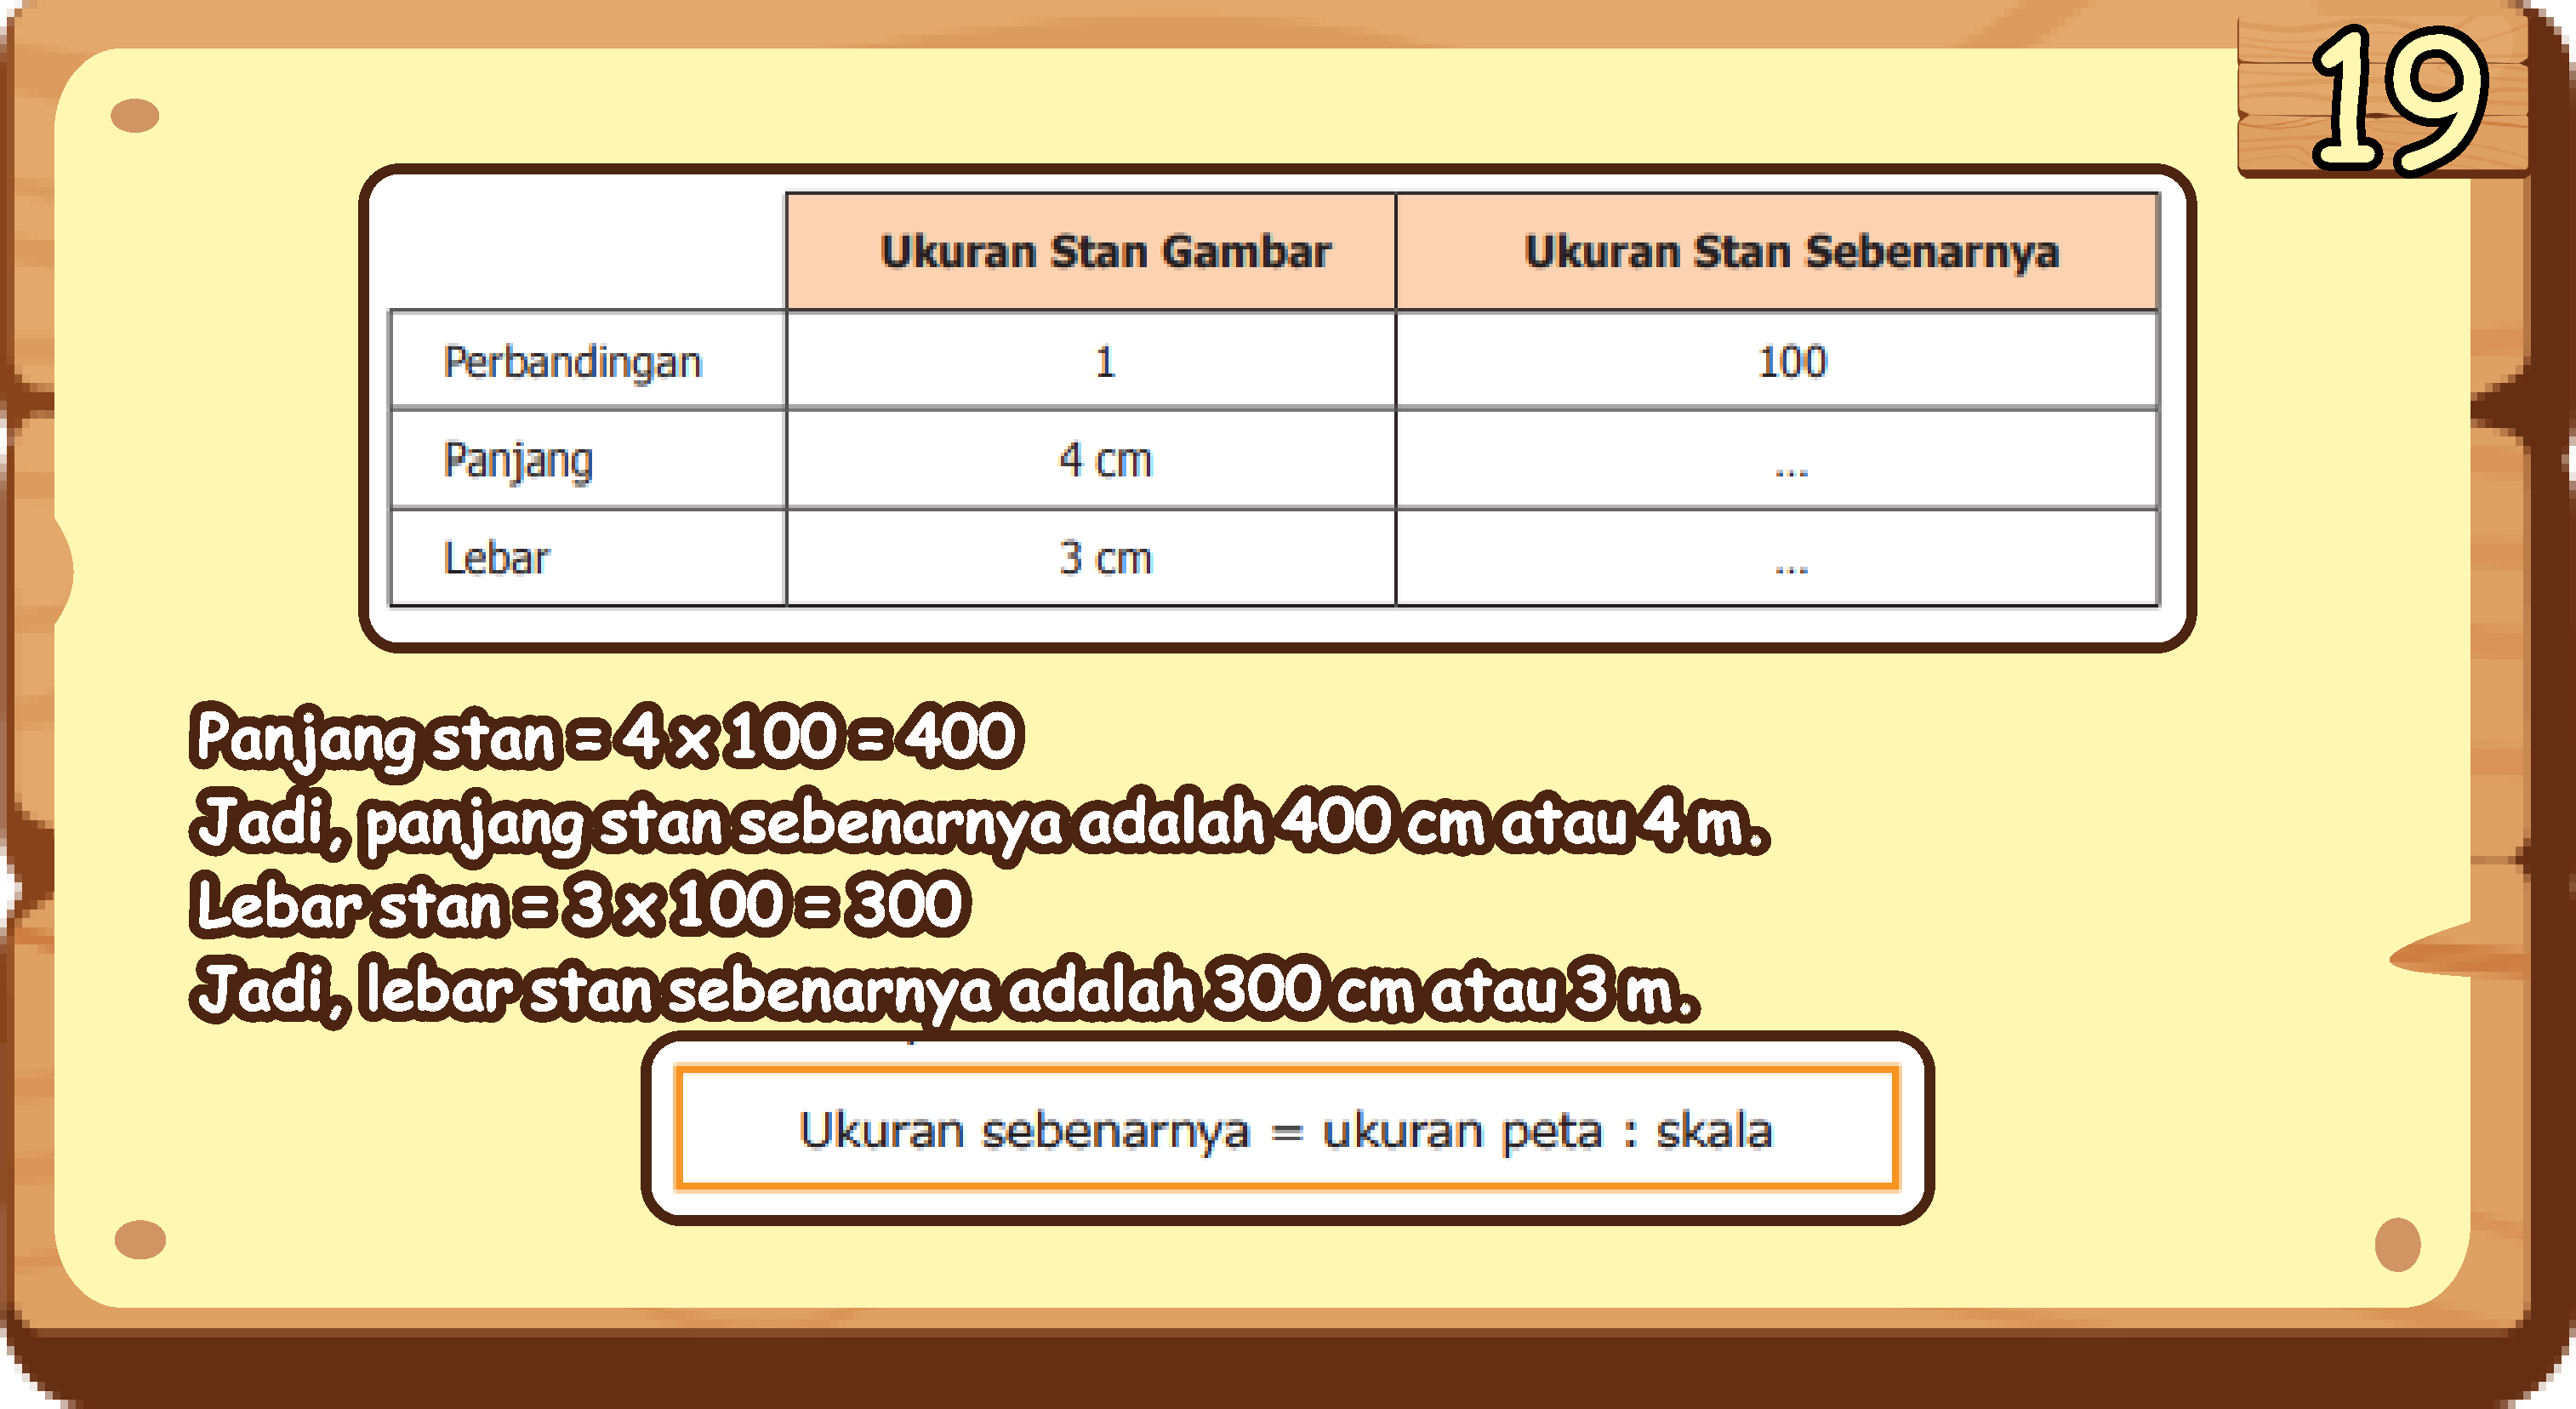 19
Ukuran Stan Gambar Ukuran Stan Sebenarnya
Perbandingan 1 100
Panjang 4 cm ...
Lebar 3 cm ...
Panjang stan = 4 x 100 = 400
Jadi, panjang stan sebenarnya adalah 400 cm atau 4 m.
Lebar stan = 3 x 100 = 300
Jadi, lebar stan sebenarnya adalah 300 cm atau 3 m.
Ukuran sebenarnya = ukuran peta : skala